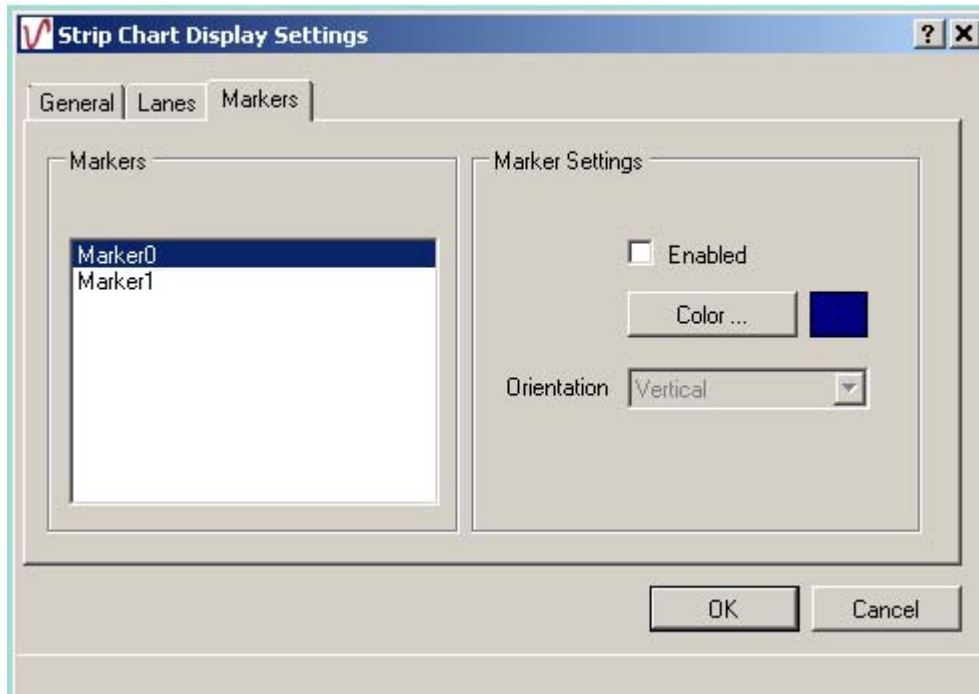 Strip Chart Display Settings
General Lanes Markers
Markers
Marker0
Marker1
Marker Settings
Enabled
Color ...
Orientation Vertical
OK Cancel